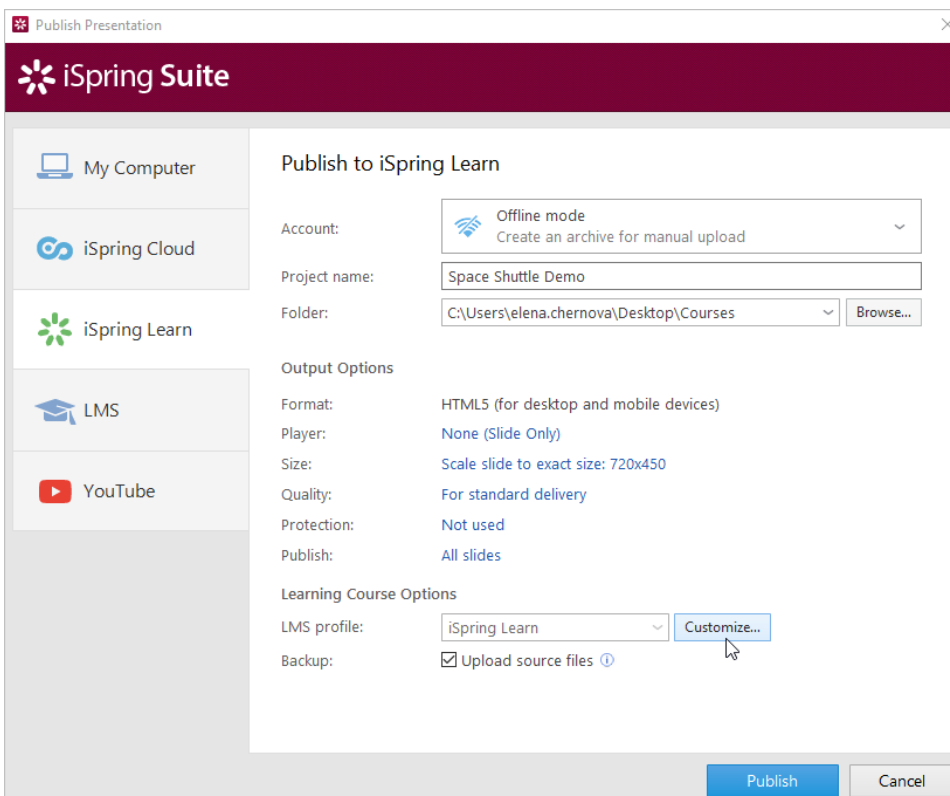 Publish Presentation
iSpring Suite
My Computer
iSpring Cloud
iSpring Learn
LMS
YouTube
Publish to iSpring Learn
Account:
Offline mode
Create an archive for manual upload
Project name: Space Shuttle Demo
Folder: C:\Users\elena.chernova\Desktop\Courses Browse...
Output Options
Format: HTML5 (for desktop and mobile devices)
Player: None (Slide Only)
Size: Scale slide to exact size: 720x450
Quality: For standard delivery
Protection: Not used
Publish: All slides
Learning Course Options
LMS profile: iSpring Learn Customize...
Backup: Upload source files
Publish Cancel